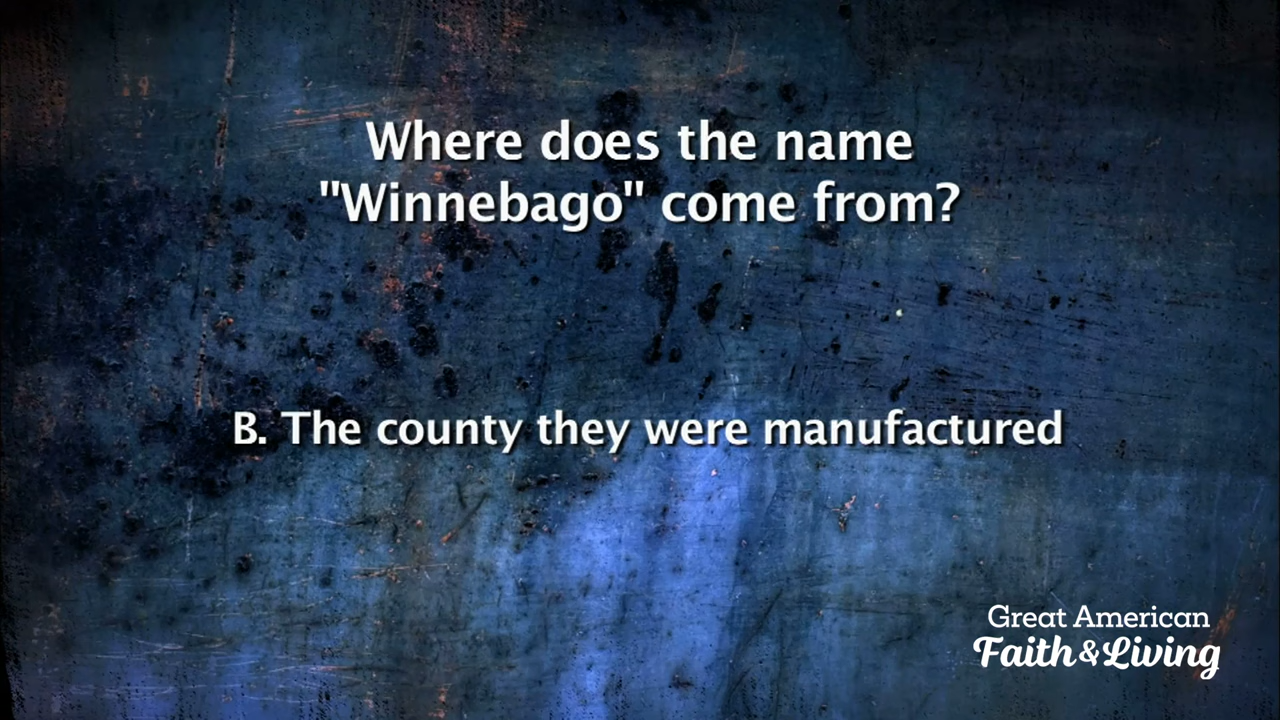 Where does the name
"Winnebago" come from?
B. The county they were manufactured
Great American
Faith & Living